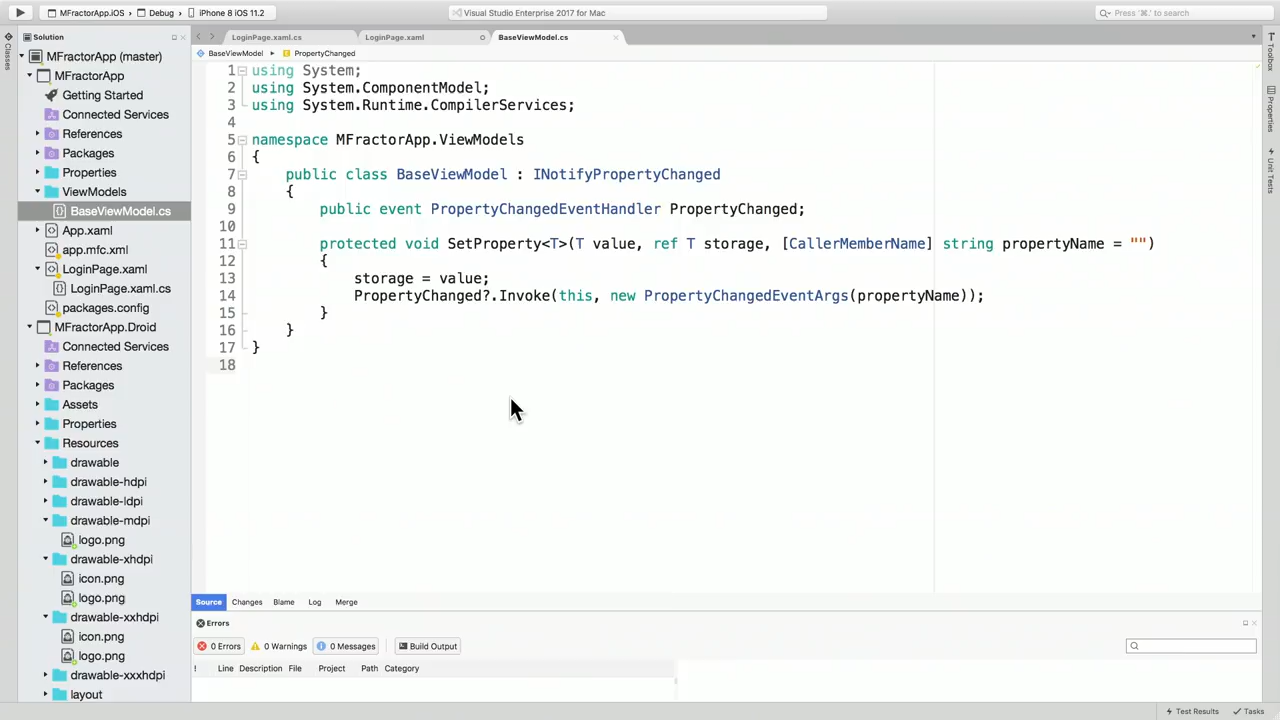 MFractorApp.iOS › Debug › iPhone 8 iOS 11.2
Visual Studio Enterprise 2017 for Mac
Press '⌘.' to search
Classes
Solution
MFractorApp (master)
MFractorApp
Getting Started
Connected Services
References
Packages
Properties
ViewModels
BaseViewModel.cs
App.xaml
app.mfc.xml
LoginPage.xaml
LoginPage.xaml.cs
packages.config
MFractorApp.Droid
Connected Services
References
Packages
Assets
Properties
Resources
drawable
drawable-hdpi
drawable-ldpi
drawable-mdpi
logo.png
drawable-xhdpi
icon.png
logo.png
drawable-xxhdpi
icon.png
logo.png
drawable-xxxhdpi
layout
LoginPage.xaml.cs LoginPage.xaml BaseViewModel.cs
BaseViewModel PropertyChanged
1 using System;
2 using System.ComponentModel;
3 using System.Runtime.CompilerServices;
4
5 namespace MFractorApp.ViewModels
6 {
7 public class BaseViewModel : INotifyPropertyChanged
8 {
9 public event PropertyChangedEventHandler PropertyChanged;
10
11 protected void SetProperty<T>(T value, ref T storage, [CallerMemberName] string propertyName = "")
12 {
13 storage = value;
14 PropertyChanged?.Invoke(this, new PropertyChangedEventArgs(propertyName));
15 }
16 }
17 }
18
Source Changes Blame Log Merge
Errors
0 Errors 0 Warnings 0 Messages Build Output
! Line Description File Project Path Category
Toolbox
Properties
Unit Tests
Test Results Tasks